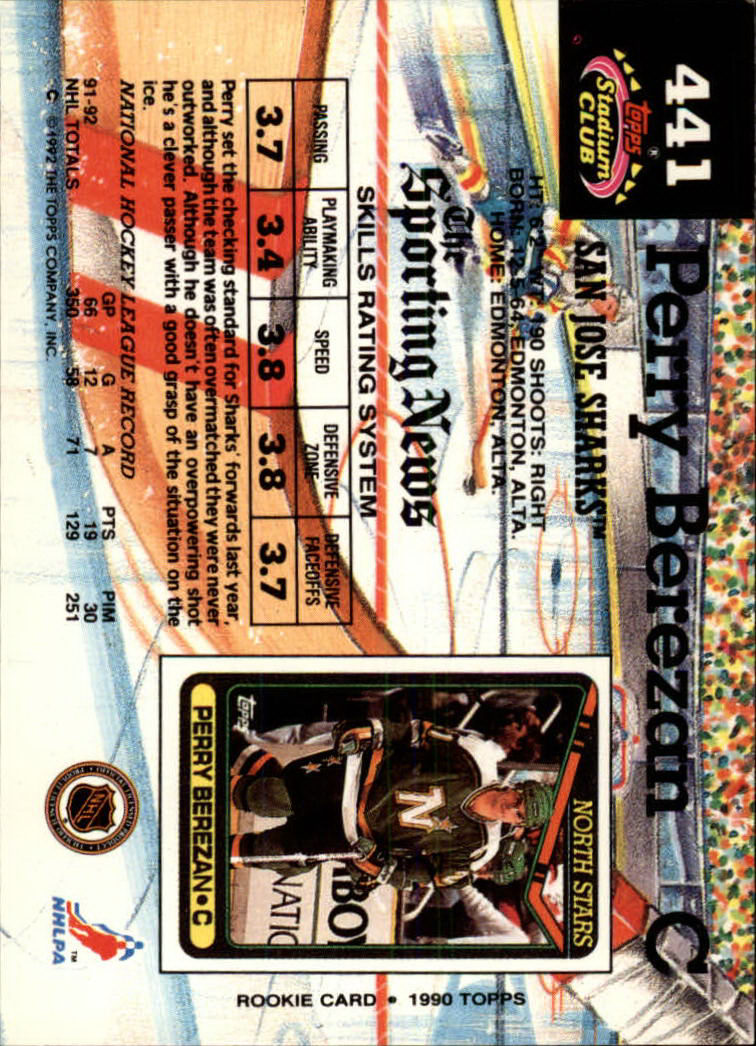 441
Perry Berezan C
topps®
Stadium
CLUB
SAN JOSE SHARKS™
HT: 6'2" WT: 190 SHOOTS: RIGHT
BORN: 12-5-64, EDMONTON, ALTA.
HOME: EDMONTON, ALTA.
The
Sporting News
SKILLS RATING SYSTEM
PASSING
PLAYMAKING
ABILITY
SPEED
DEFENSIVE
ZONE
DEFENSIVE
FACEOFFS
3.7 3.4 3.8 3.8 3.7
Perry set the checking standard for Sharks' forwards last year,
and although the team was often overmatched they were never
outworked. Although he doesn't have an overpowering shot
he's a clever passer with a good grasp of the situation on the
ice.
NATIONAL HOCKEY LEAGUE RECORD
GP G A PTS PIM
91-92 66 12 7 19 30
NHL TOTALS 350 58 71 129 251
C © 1992 THE TOPPS COMPANY, INC.
NORTH STARS
N
topps
PERRY BEREZAN • C
ROOKIE CARD • 1990 TOPPS
NHL
NHLPA™